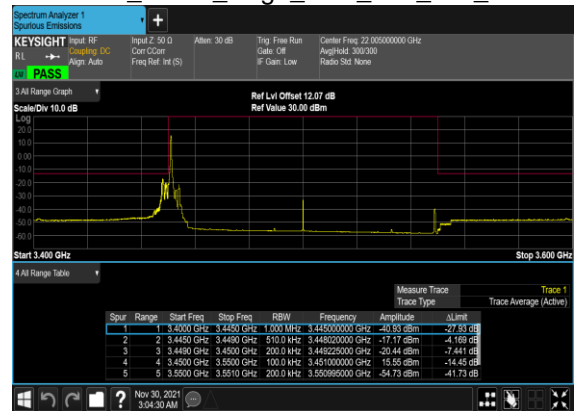 Spectrum Analyzer 1
Spurious Emissions
+
KEYSIGHT Input: RF Input Z: 50 Ω Atten: 30 dB Trig: Free Run Center Freq: 22.005000000 GHz
RL Coupling: DC Corr CCorr Gate: Off Avg|Hold: 300/300
Align: Auto Freq Ref: Int (S) IF Gain: Low Radio Std: None
PASS
3 All Range Graph
Ref Lvl Offset 12.07 dB
Scale/Div 10.0 dB Ref Value 30.00 dBm
Log
20.0
10.0
0.00
-10.0
-20.0
-30.0
-40.0
-50.0
-60.0
Start 3.400 GHz Stop 3.600 GHz
4 All Range Table
Measure Trace Trace 1
Trace Type Trace Average (Active)
Spur Range Start Freq Stop Freq RBW Frequency Amplitude ΔLimit
1 1 3.4000 GHz 3.4450 GHz 1.000 MHz 3.445000000 GHz -40.93 dBm -27.93 dB
2 2 3.4450 GHz 3.4490 GHz 510.0 kHz 3.448020000 GHz -17.17 dBm -4.169 dB
3 3 3.4490 GHz 3.4500 GHz 200.0 kHz 3.449225000 GHz -20.44 dBm -7.441 dB
4 4 3.4500 GHz 3.5500 GHz 100.0 kHz 3.451000000 GHz 15.55 dBm -14.45 dB
5 5 3.5500 GHz 3.5510 GHz 200.0 kHz 3.550995000 GHz -54.73 dBm -41.73 dB
? Nov 30, 2021
3:04:30 AM